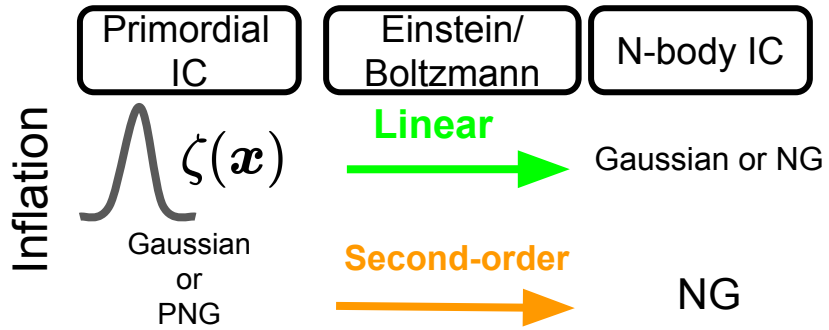 Primordial
IC
Einstein/
Boltzmann
N-body IC
Inflation
ζ(x)
Linear
Gaussian or NG
Gaussian
or
PNG
Second-order
NG